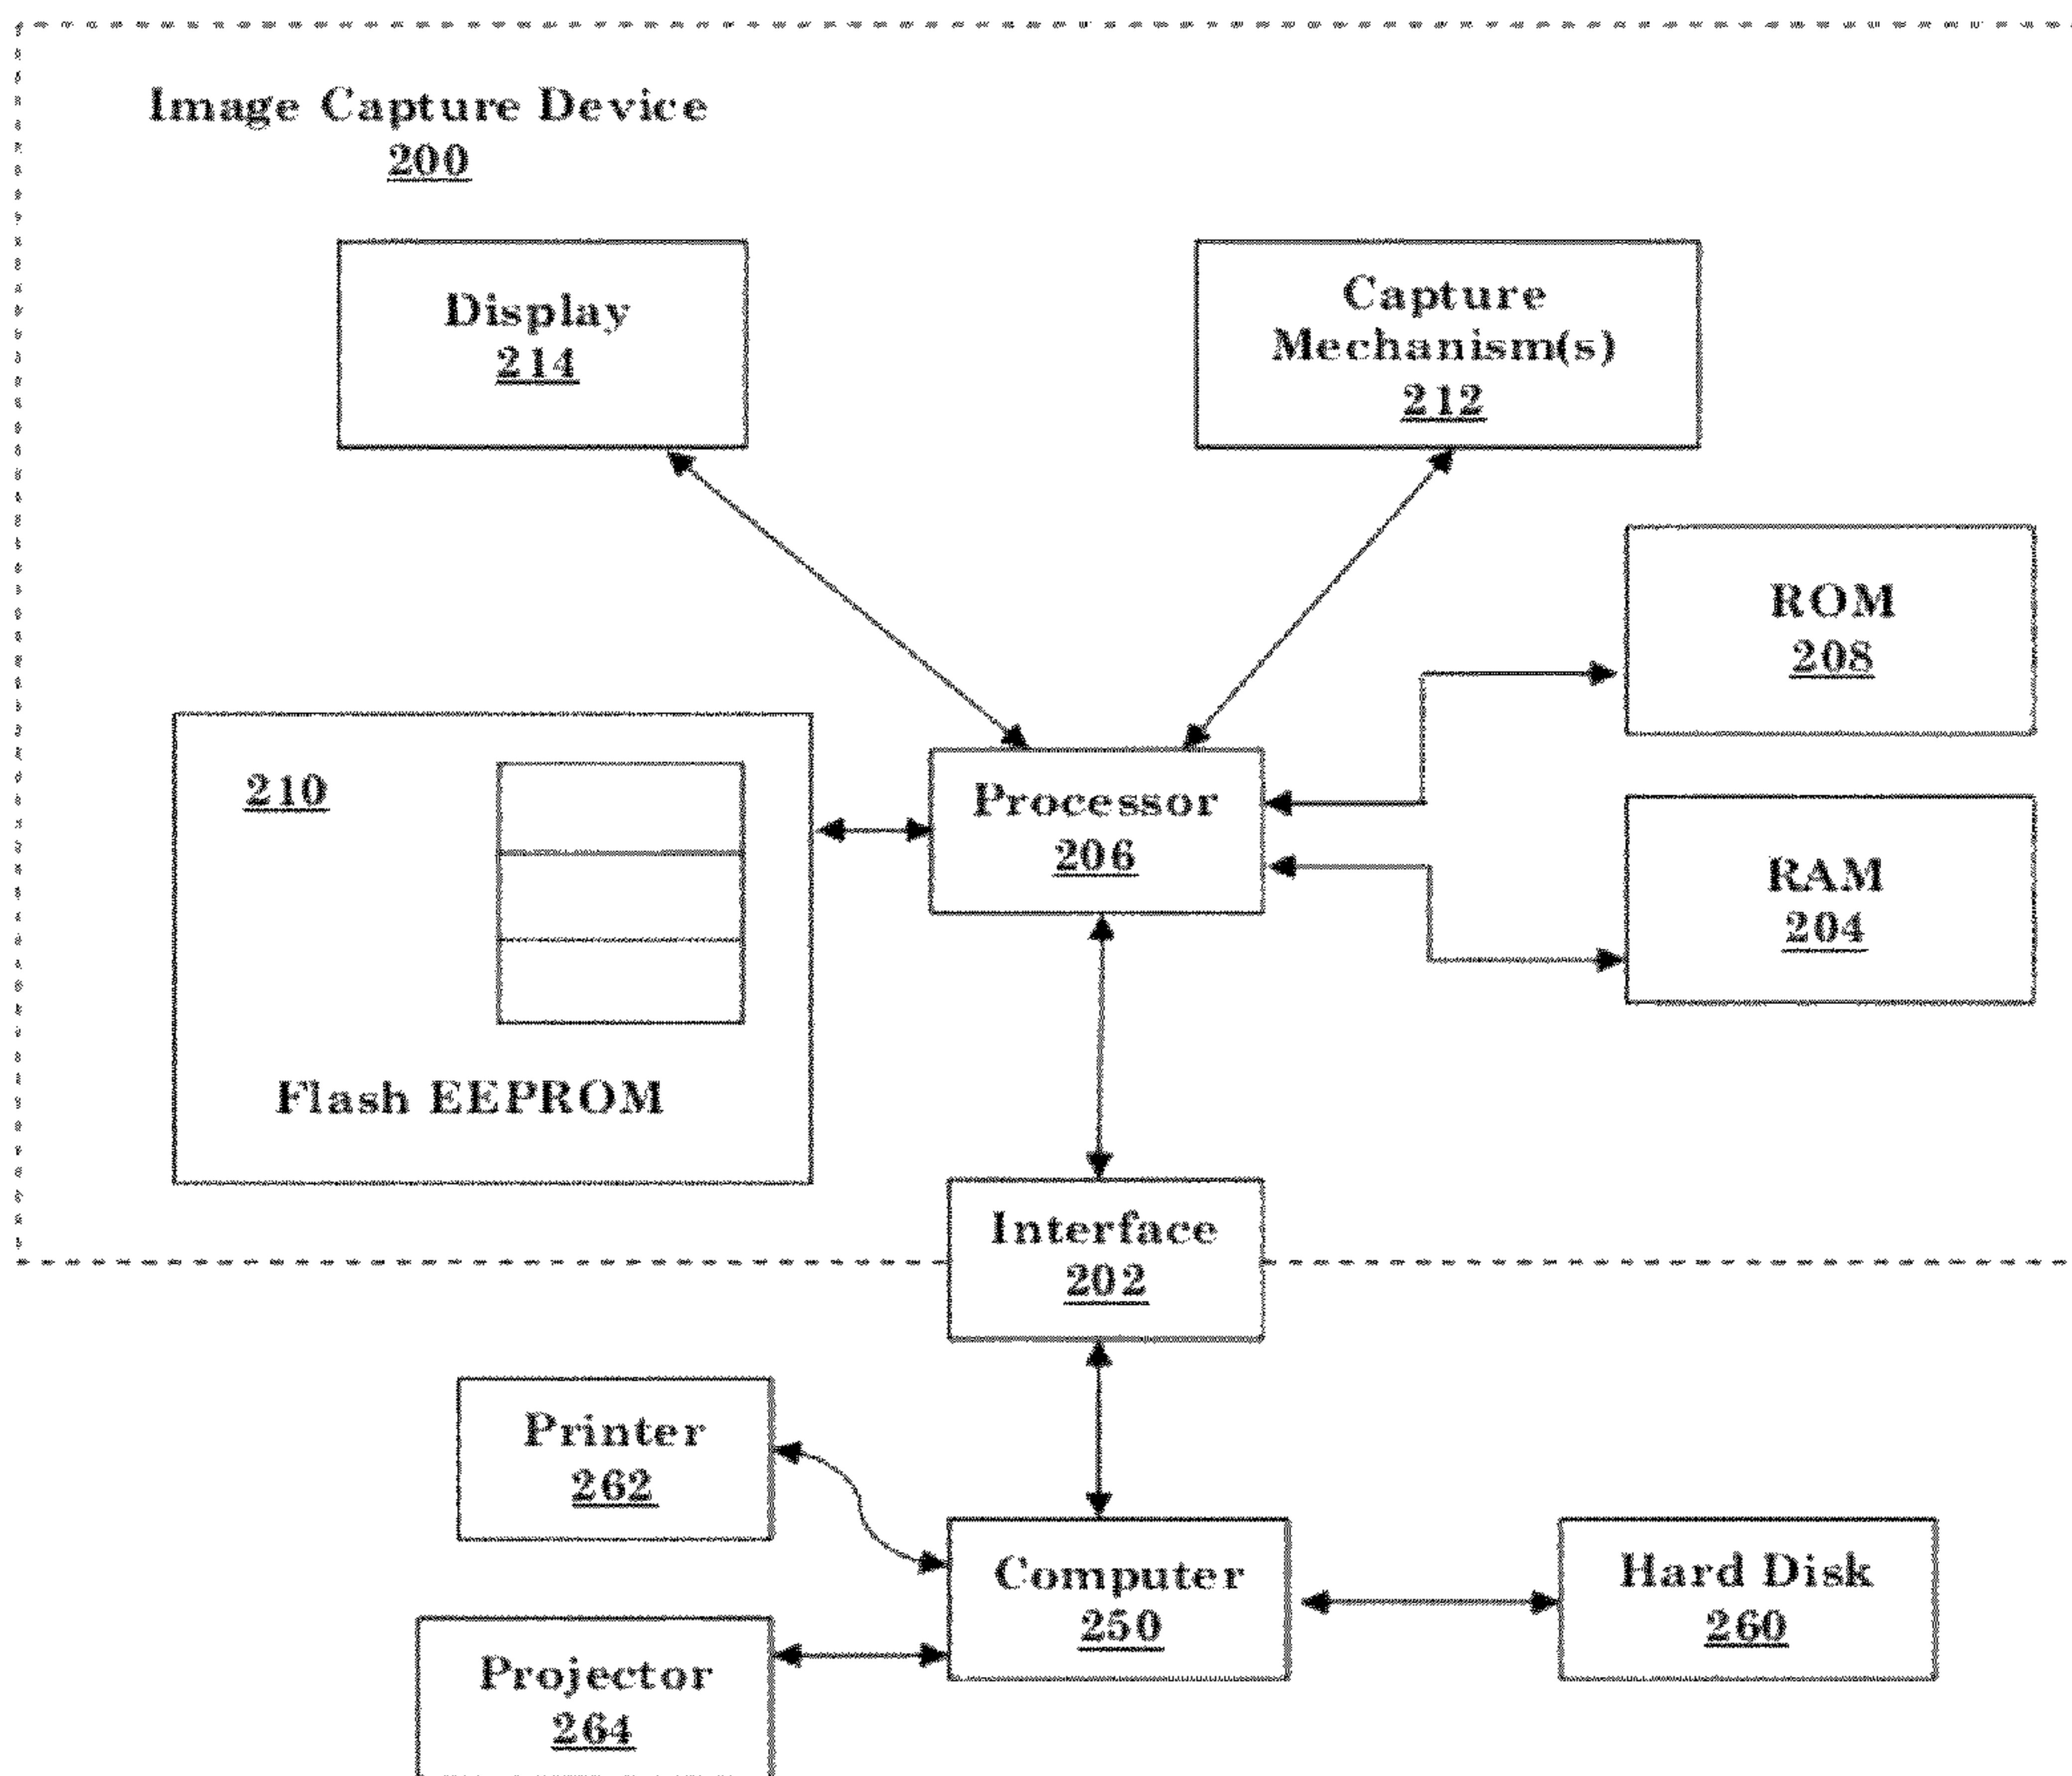 Image Capture Device
200
Display
214
Capture
Mechanism(s)
212
ROM
208
210
Processor
206
RAM
204
Flash EEPROM
Interface
202
Printer
262
Computer
250
Hard Disk
260
Projector
264